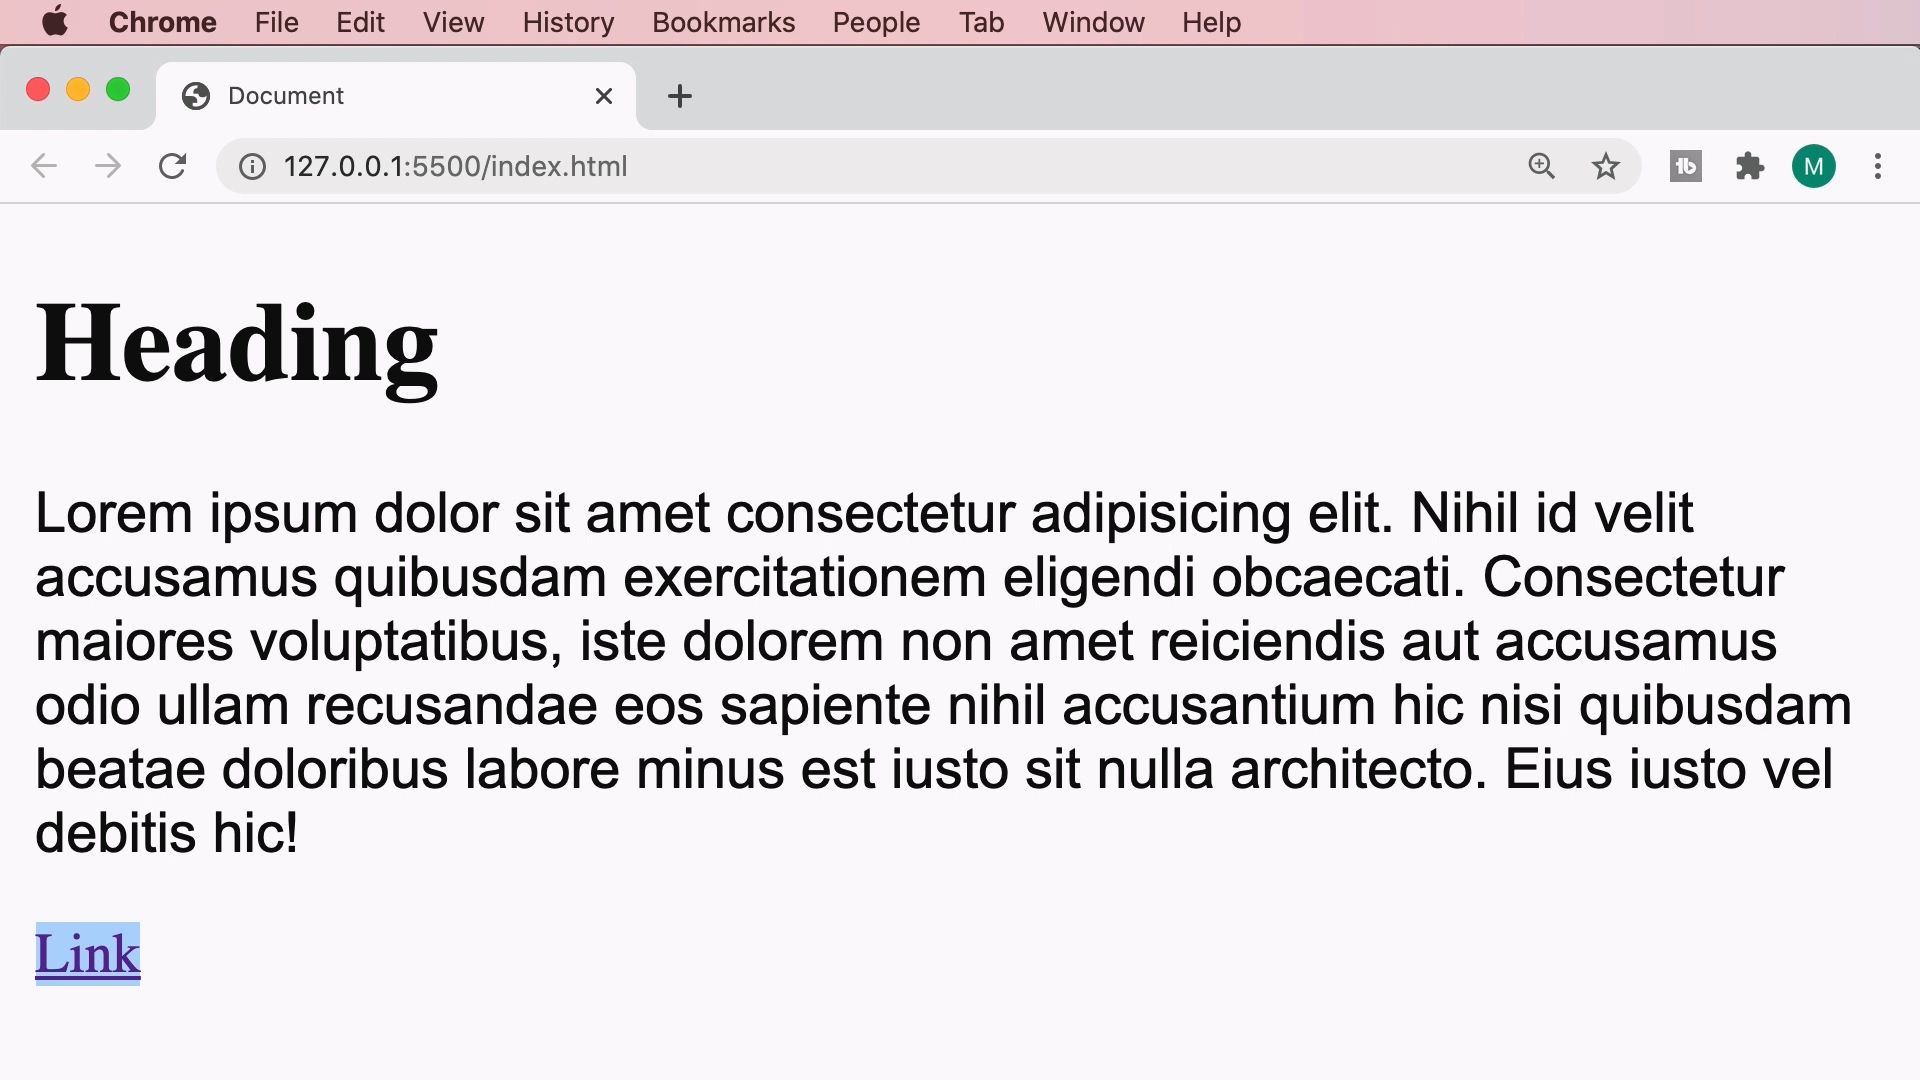 Chrome File Edit View History Bookmarks People Tab Window Help
Document
127.0.0.1:5500/index.html
M
Heading
Lorem ipsum dolor sit amet consectetur adipisicing elit. Nihil id velit
accusamus quibusdam exercitationem eligendi obcaecati. Consectetur
maiores voluptatibus, iste dolorem non amet reiciendis aut accusamus
odio ullam recusandae eos sapiente nihil accusantium hic nisi quibusdam
beatae doloribus labore minus est iusto sit nulla architecto. Eius iusto vel
debitis hic!
Link